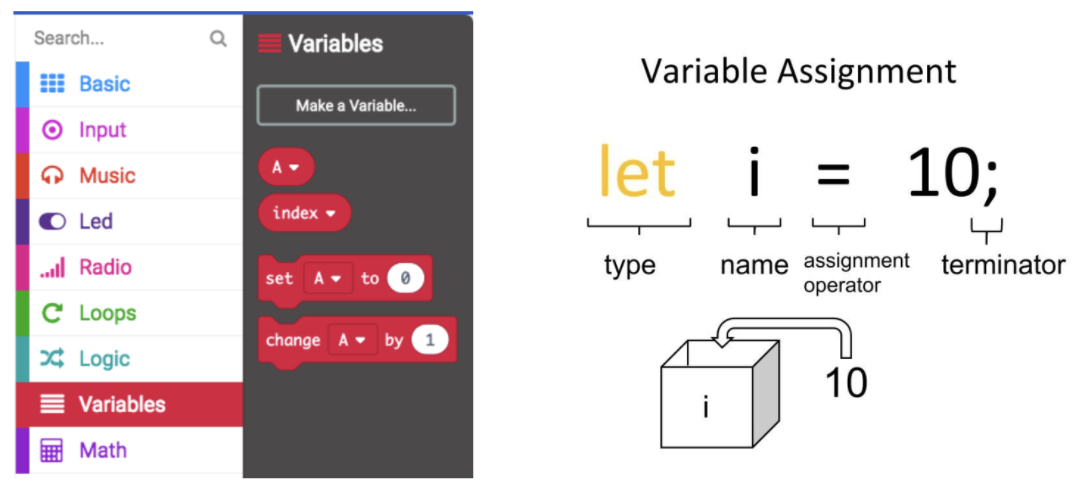 Search...
Basic
Input
Music
Led
Radio
Loops
Logic
Variables
Math
Variables
Make a Variable...
A
index
set A to 0
change A by 1
Variable Assignment
let i = 10;
type name assignment operator terminator
i
10